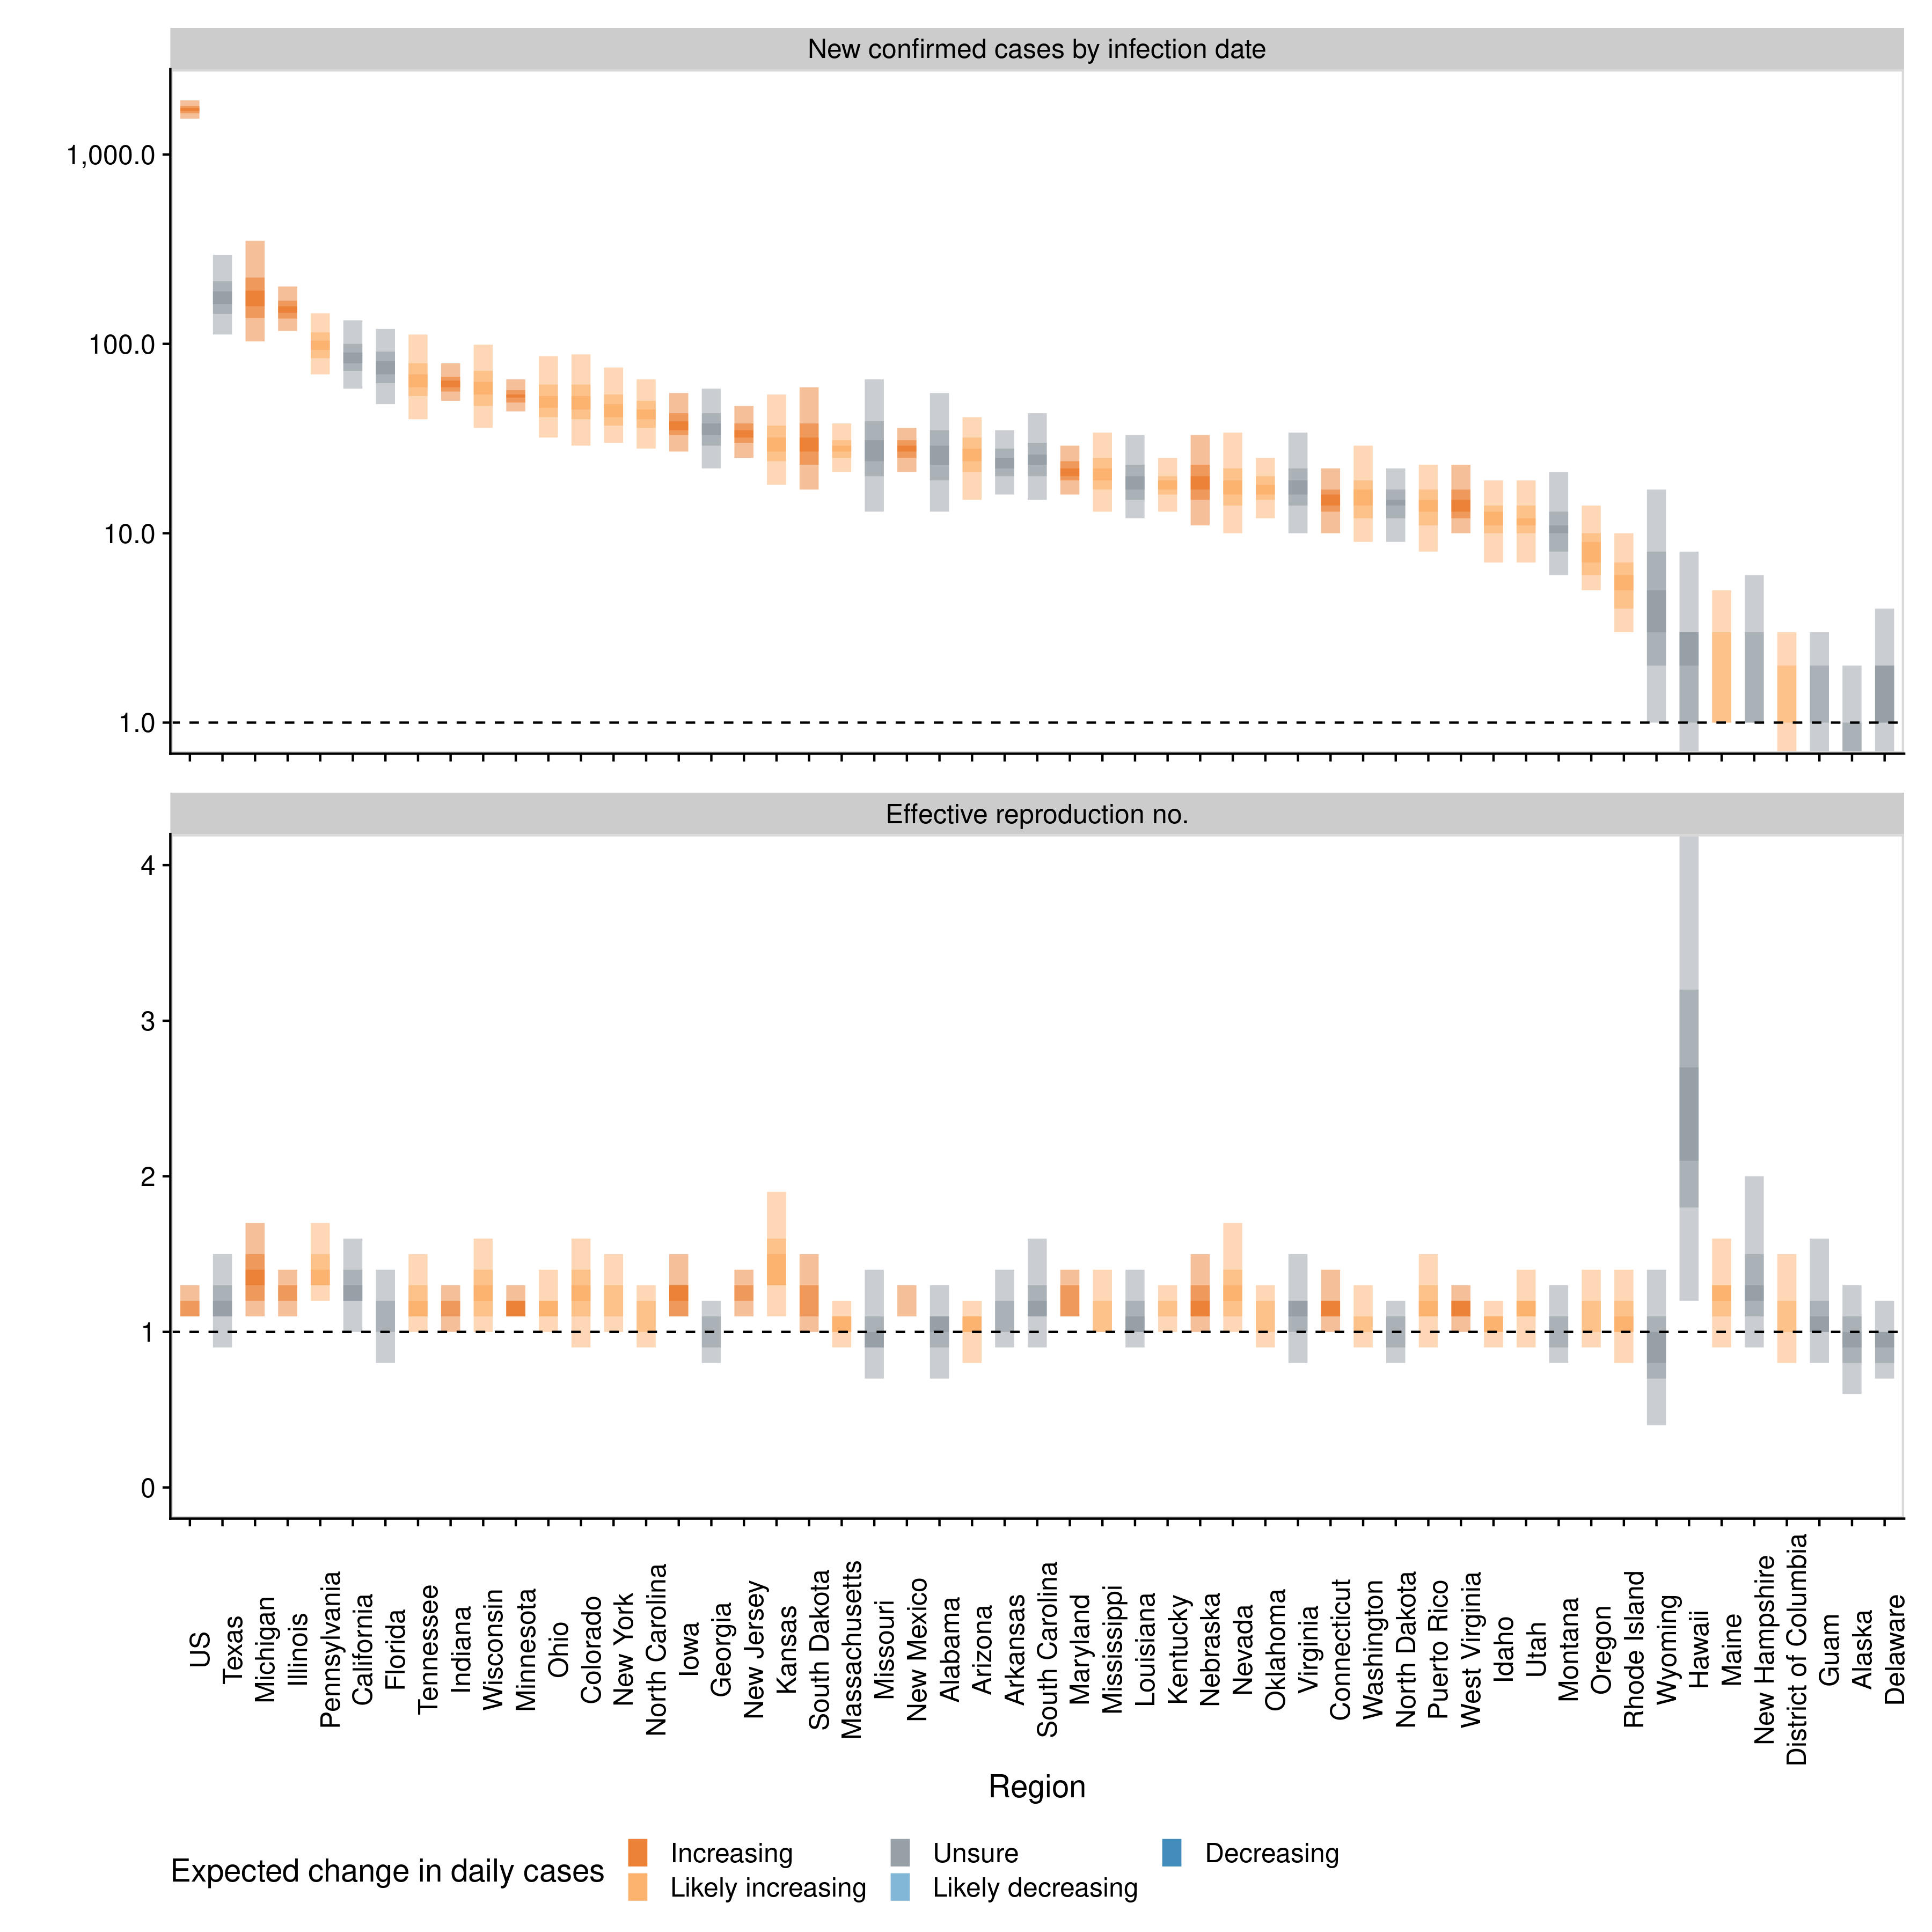 New confirmed cases by infection date
1,000.0
100.0
10.0
1.0
Effective reproduction no.
4
3
2
1
0
US
Texas
Michigan
Illinois
Pennsylvania
California
Florida
Tennessee
Indiana
Wisconsin
Minnesota
Ohio
Colorado
New York
North Carolina
Iowa
Georgia
New Jersey
Kansas
South Dakota
Massachusetts
Missouri
New Mexico
Alabama
Arizona
Arkansas
South Carolina
Maryland
Mississippi
Louisiana
Kentucky
Nebraska
Nevada
Oklahoma
Virginia
Connecticut
Washington
North Dakota
Puerto Rico
West Virginia
Idaho
Utah
Montana
Oregon
Rhode Island
Wyoming
Hawaii
Maine
New Hampshire
District of Columbia
Guam
Alaska
Delaware
Region
Expected change in daily cases
Increasing
Likely increasing
Unsure
Likely decreasing
Decreasing